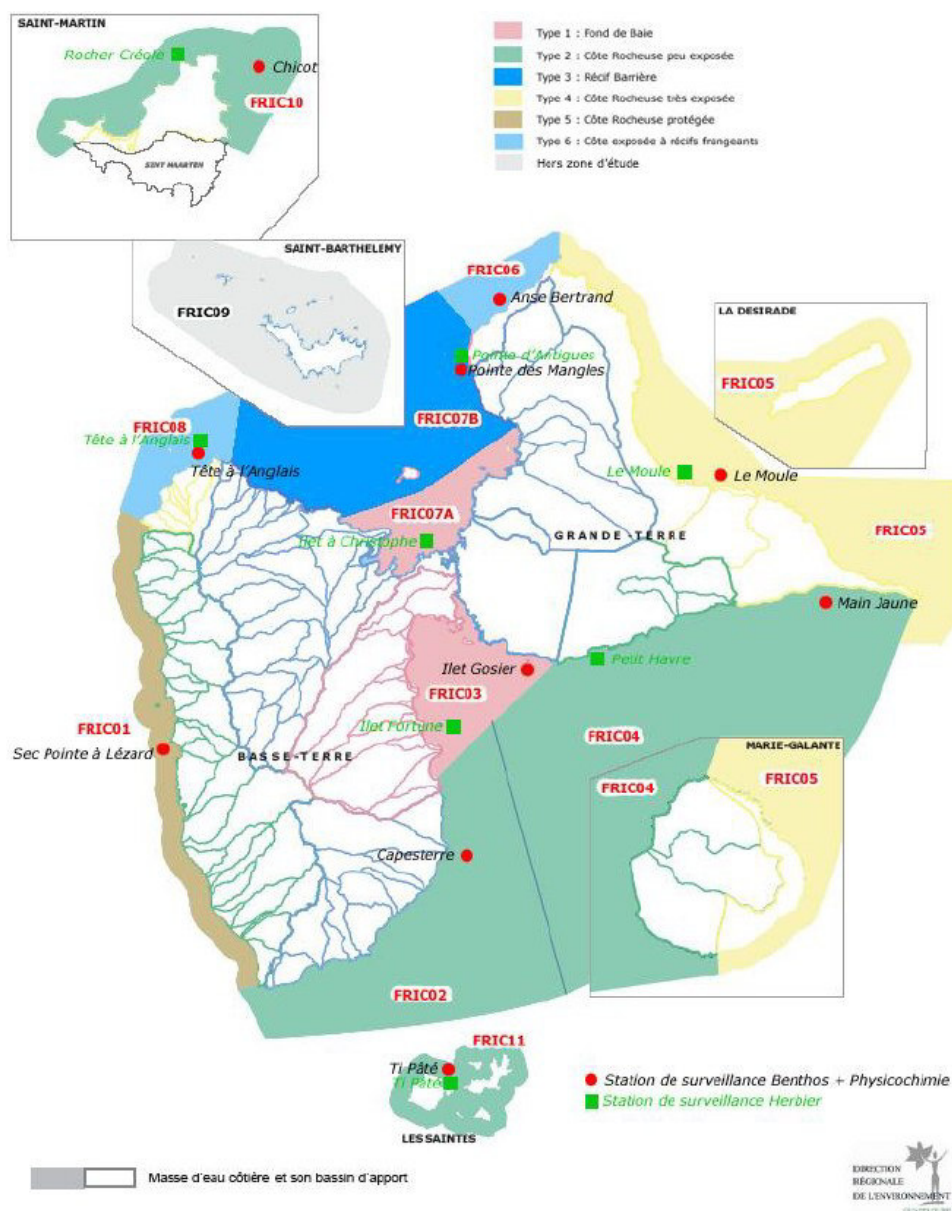 SAINT-MARTIN
Rocher Créole
Chicot
FRIC10
SINT MAARTEN
Type 1 : Fond de Baie
Type 2 : Côte Rocheuse peu exposée
Type 3 : Récif Barrière
Type 4 : Côte Rocheuse très exposée
Type 5 : Côte Rocheuse protégée
Type 6 : Côte exposée à récifs frangeants
Hors zone d'étude
SAINT-BARTHELEMY
FRIC09
FRIC06
Anse Bertrand
LA DESIRADE
FRIC05
Pointe d'Antigues
Pointe des Mangles
FRIC07B
FRIC08
Tête à l'Anglais
Tête à l'Anglais
Le Moule
Le Moule
FRIC07A
Ilet à Christophe
GRANDE-TERRE
FRIC05
Main Jaune
Petit Havre
Ilet Gosier
FRIC03
Ilet Fortune
FRIC01
Sec Pointe à Lézard
BASSE-TERRE
FRIC04
MARIE-GALANTE
FRIC04
FRIC05
Capesterre
FRIC02
FRIC11
Ti Pâté
Ti Pâté
LES SAINTES
Station de surveillance Benthos + Physicochimie
Station de surveillance Herbier
Masse d'eau côtière et son bassin d'apport
DIRECTION
RÉGIONALE
DE L'ENVIRONNEMENT